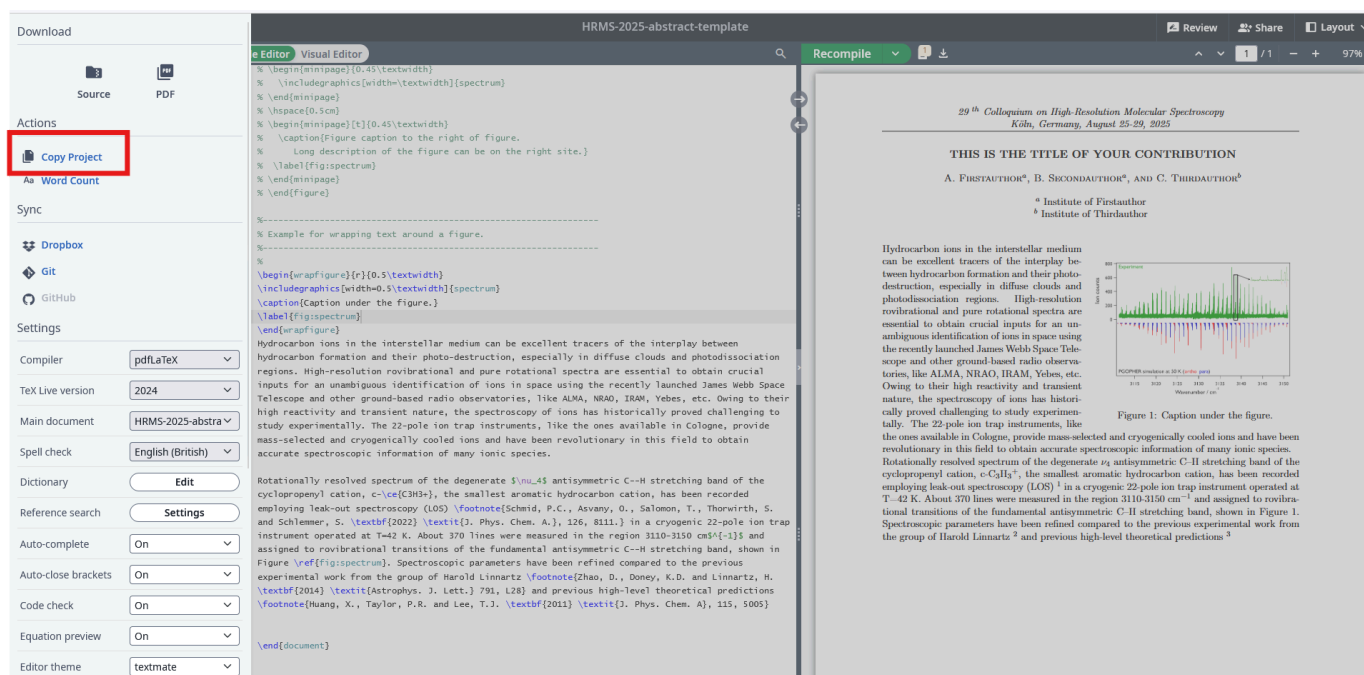 Download
Source
PDF
Actions
Copy Project
Word Count
Sync
Dropbox
Git
GitHub
Settings
Compiler
pdfLaTeX
TeX Live version
2024
Main document
HRMS-2025-abstra
Spell check
English (British)
Dictionary
Edit
Reference search
Settings
Auto-complete
On
Auto-close brackets
On
Code check
On
Equation preview
On
Editor theme
textmate
HRMS-2025-abstract-template
Review
Share
Layout
e Editor
Visual Editor
Recompile
1 / 1
97%
% \begin{minipage}{0.45\textwidth}
% \includegraphics[width=\textwidth]{spectrum}
% \end{minipage}
% \hspace{0.5cm}
% \begin{minipage}[t]{0.45\textwidth}
% \caption{Figure caption to the right of figure.
% Long description of the figure can be on the right site.}
% \label{fig:spectrum}
% \end{minipage}
% \end{figure}
%----------------------------------------------------------------
% Example for wrapping text around a figure.
%----------------------------------------------------------------
%
\begin{wrapfigure}{r}{0.5\textwidth}
\includegraphics[width=0.5\textwidth]{spectrum}
\caption{Caption under the figure.}
\label{fig:spectrum}
\end{wrapfigure}
Hydrocarbon ions in the interstellar medium can be excellent tracers of the interplay between
hydrocarbon formation and their photo-destruction, especially in diffuse clouds and photodissociation
regions. High-resolution rovibrational and pure rotational spectra are essential to obtain crucial
inputs for an unambiguous identification of ions in space using the recently launched James Webb Space
Telescope and other ground-based radio observatories, like ALMA, NRAO, IRAM, Yebes, etc. Owing to their
high reactivity and transient nature, the spectroscopy of ions has historically proved challenging to
study experimentally. The 22-pole ion trap instruments, like the ones available in Cologne, provide
mass-selected and cryogenically cooled ions and have been revolutionary in this field to obtain
accurate spectroscopic information of many ionic species.
Rotationally resolved spectrum of the degenerate $\nu_4$ antisymmetric C--H stretching band of the
cyclopropenyl cation, c-\ce{C3H3+}, the smallest aromatic hydrocarbon cation, has been recorded
employing leak-out spectroscopy (LOS) \footnote{Schmid, P.C., Asvany, O., Salomon, T., Thorwirth, S.
and Schlemmer, S. \textbf{2022} \textit{J. Phys. Chem. A.}, 126, 8111.} in a cryogenic 22-pole ion trap
instrument operated at T=42 K. About 370 lines were measured in the region 3110-3150 cm$^{-1}$ and
assigned to rovibrational transitions of the fundamental antisymmetric C--H stretching band, shown in
Figure \ref{fig:spectrum}. Spectroscopic parameters have been refined compared to the previous
experimental work from the group of Harold Linnartz \footnote{Zhao, D., Doney, K.D. and Linnartz, H.
\textbf{2014} \textit{Astrophys. J. Lett.} 791, L28} and previous high-level theoretical predictions
\footnote{Huang, X., Taylor, P.R. and Lee, T.J. \textbf{2011} \textit{J. Phys. Chem. A}, 115, 5005}
\end{document}
29 th Colloquium on High-Resolution Molecular Spectroscopy
Köln, Germany, August 25-29, 2025
THIS IS THE TITLE OF YOUR CONTRIBUTION
A. Firstauthorᵃ, B. Secondauthorᵃ, and C. Thirdauthorᵇ
ᵃ Institute of Firstauthor
ᵇ Institute of Thirdauthor
Hydrocarbon ions in the interstellar medium
can be excellent tracers of the interplay be-
tween hydrocarbon formation and their photo-
destruction, especially in diffuse clouds and
photodissociation regions. High-resolution
rovibrational and pure rotational spectra are
essential to obtain crucial inputs for an un-
ambiguous identification of ions in space using
the recently launched James Webb Space Tele-
scope and other ground-based radio observa-
tories, like ALMA, NRAO, IRAM, Yebes, etc.
Owing to their high reactivity and transient
nature, the spectroscopy of ions has histori-
cally proved challenging to study experimen-
tally. The 22-pole ion trap instruments, like
Experiment
Ion counts
800
600
400
200
0
PGOPHER simulation at 30 K (ortho para)
3110 3120 3125 3130 3140 3150
Wavenumber / cm⁻¹
Figure 1: Caption under the figure.
the ones available in Cologne, provide mass-selected and cryogenically cooled ions and have been
revolutionary in this field to obtain accurate spectroscopic information of many ionic species.
Rotationally resolved spectrum of the degenerate ν₄ antisymmetric C–H stretching band of the
cyclopropenyl cation, c-C₃H₃⁺, the smallest aromatic hydrocarbon cation, has been recorded
employing leak-out spectroscopy (LOS) ¹ in a cryogenic 22-pole ion trap instrument operated at
T=42 K. About 370 lines were measured in the region 3110-3150 cm⁻¹ and assigned to rovibra-
tional transitions of the fundamental antisymmetric C–H stretching band, shown in Figure 1.
Spectroscopic parameters have been refined compared to the previous experimental work from
the group of Harold Linnartz ² and previous high-level theoretical predictions ³